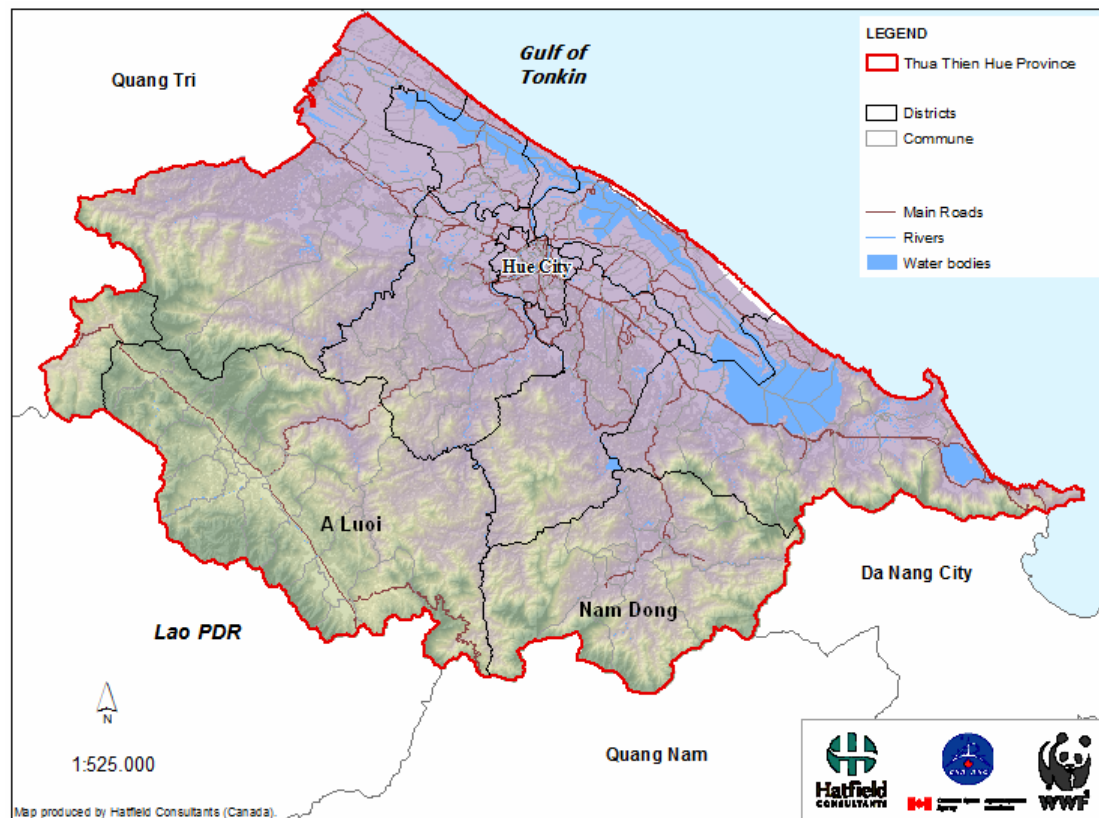 Gulf of
Tonkin
Quang Tri
LEGEND
Thua Thien Hue Province
Districts
Commune
Main Roads
Rivers
Water bodies
Hue City
A Luoi
Nam Dong
Da Nang City
Lao PDR
N
Quang Nam
1:525.000
Hatfield
CONSULTANTS
WWF
Map produced by Hatfield Consultants (Canada).